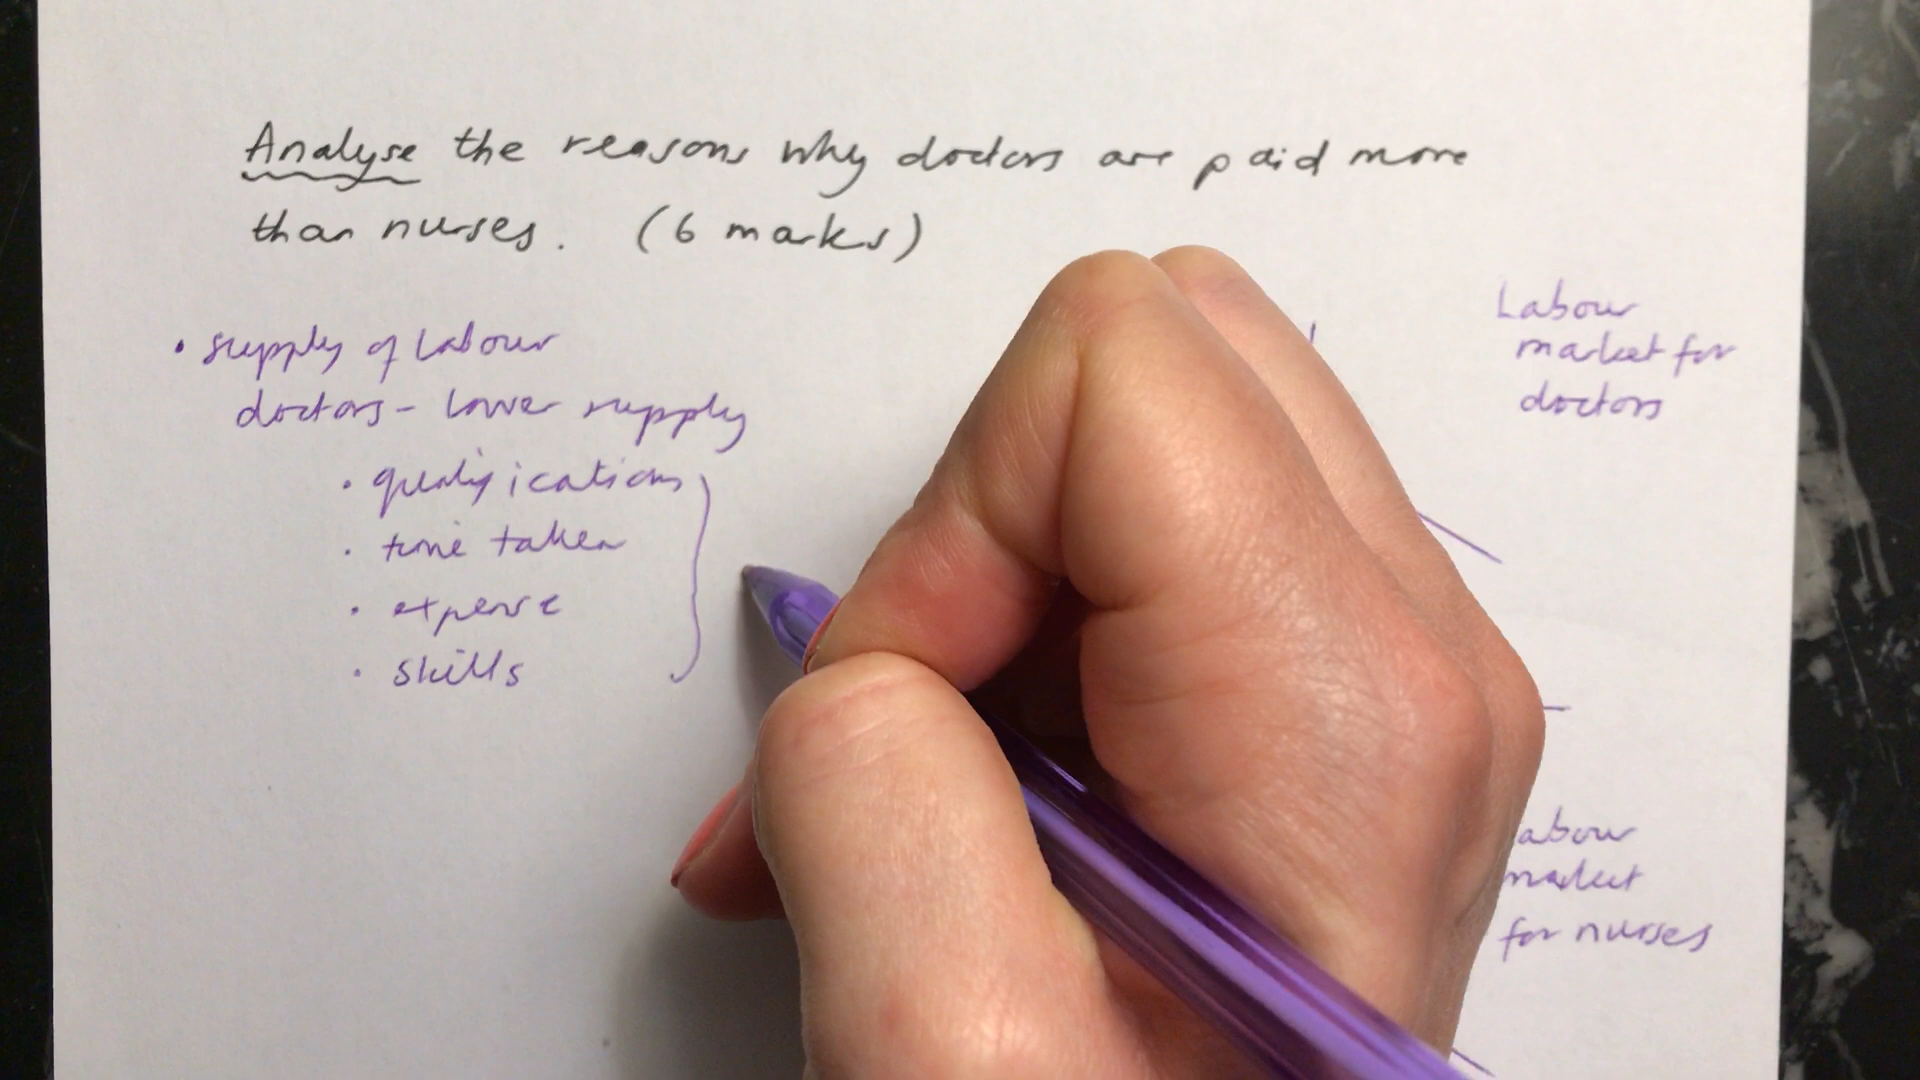 Analyse the reasons why doctors are paid more
than nurses. (6 marks)
• supply of labour
doctors - lower supply
• qualifications
• time taken
• expense
• skills
Labour
market for
doctors
abour
market
for nurses